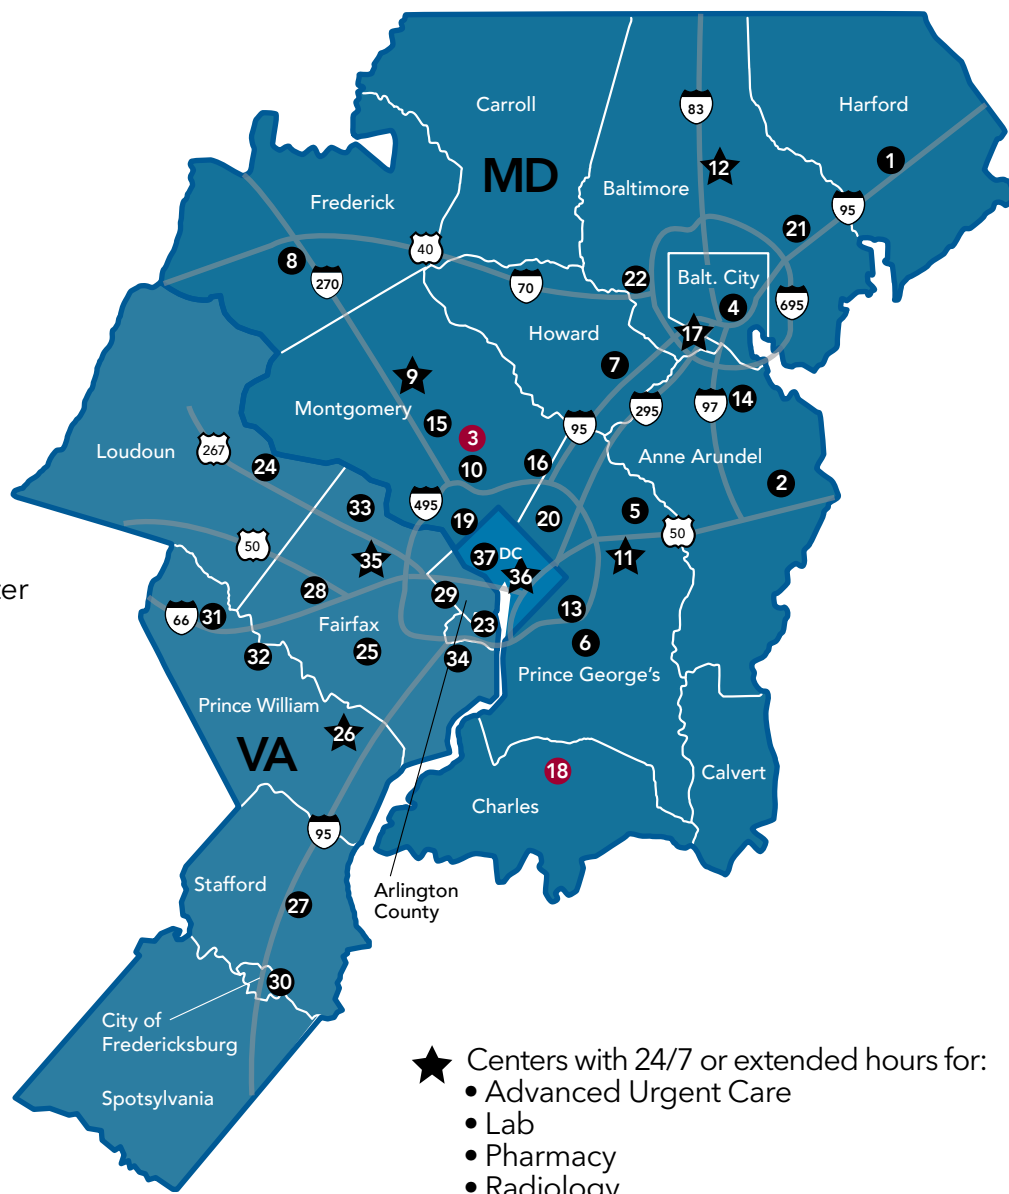 Carroll
83
Harford
MD
12
1
Baltimore
Frederick
95
21
40
8
270
22
Balt. City
70
4
695
17
Howard
7
9
Montgomery
295
97
14
15
3
95
Loudoun
267
24
10
16
Anne Arundel
2
495
33
19
20
5
50
50
35
37
DC
11
36
ter
28
29
13
66
31
Fairfax
23
6
32
25
34
Prince George’s
Prince William
26
VA
18
Calvert
Charles
95
Stafford
Arlington
County
27
30
City of
Fredericksburg
Spotsylvania
Centers with 24/7 or extended hours for:
• Advanced Urgent Care
• Lab
• Pharmacy
• Radiology